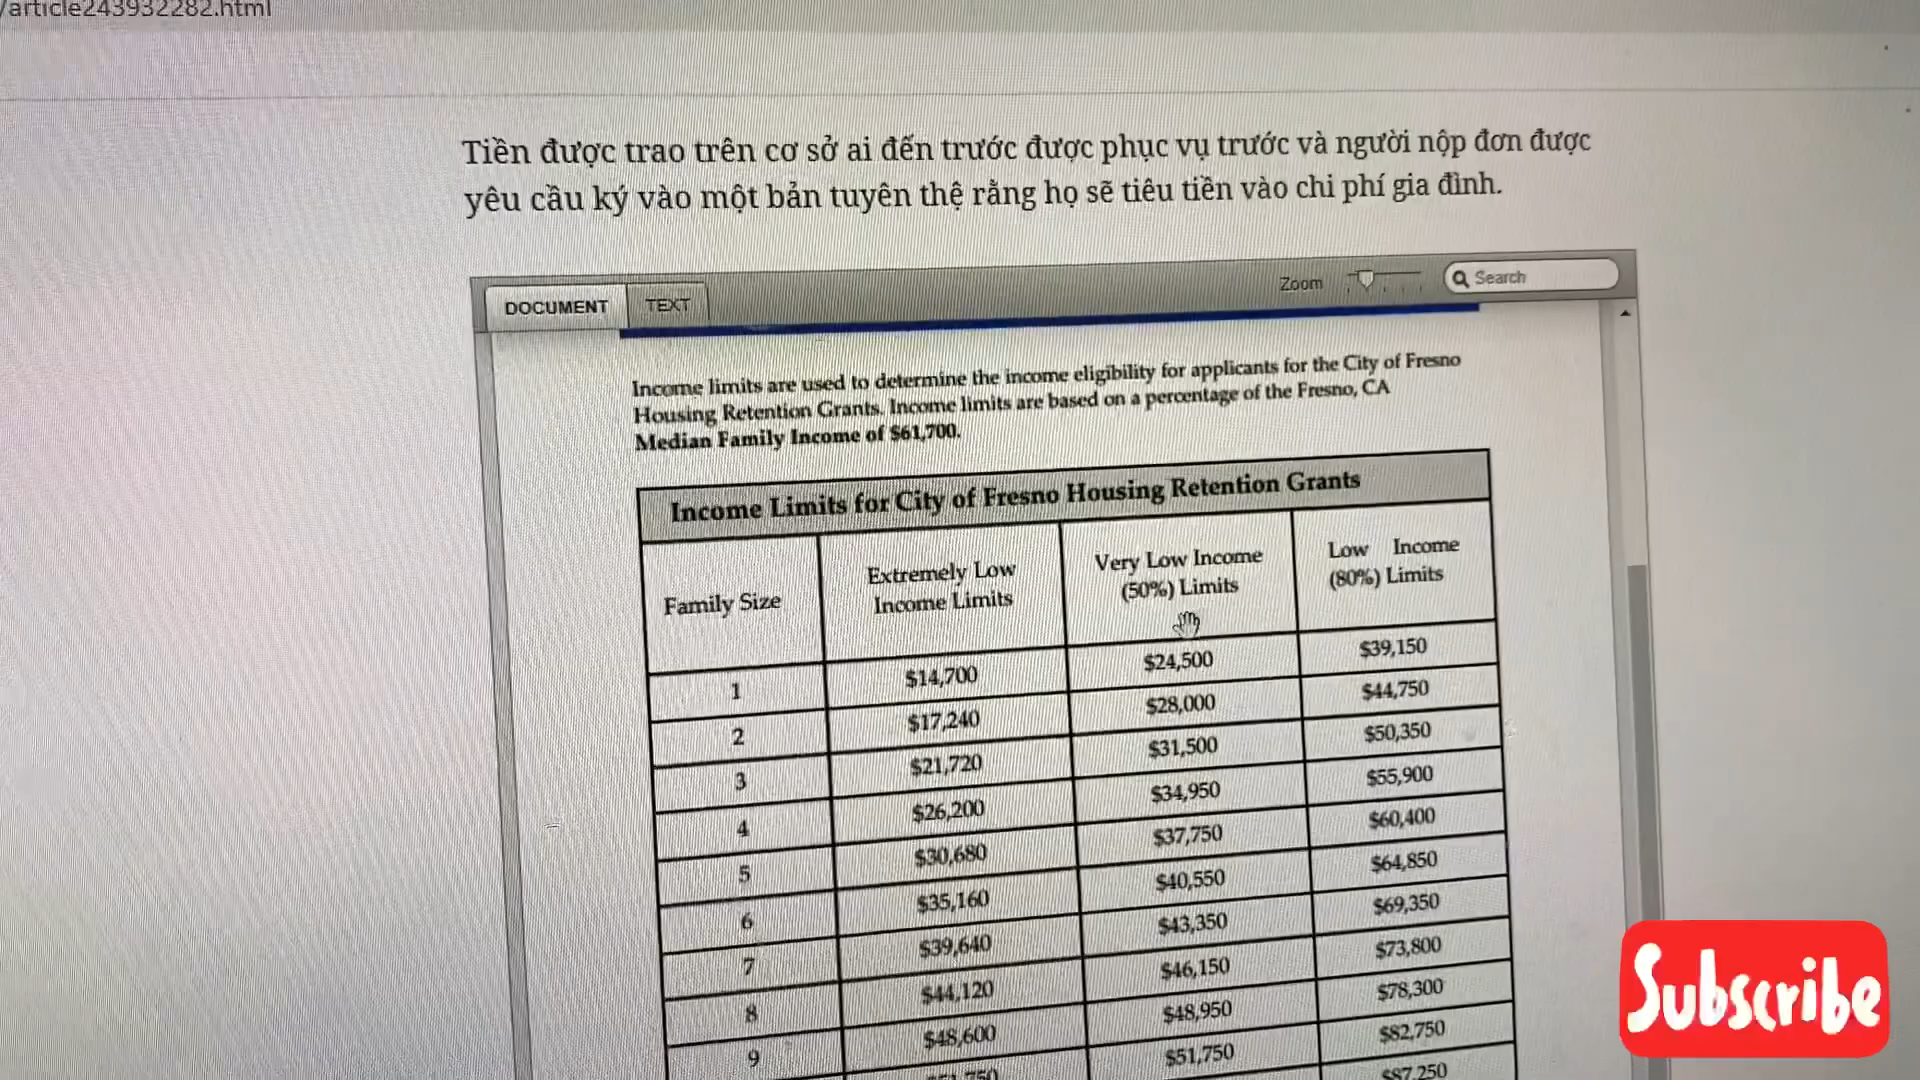 /article243932282.html
Tiền được trao trên cơ sở ai đến trước được phục vụ trước và người nộp đơn được
yêu cầu ký vào một bản tuyên thệ rằng họ sẽ tiêu tiền vào chi phí gia đình.
DOCUMENT TEXT Zoom Search
Income limits are used to determine the income eligibility for applicants for the City of Fresno
Housing Retention Grants. Income limits are based on a percentage of the Fresno, CA
Median Family Income of $61,700.
Income Limits for City of Fresno Housing Retention Grants
Family Size
Extremely Low
Income Limits
Very Low Income
(50%) Limits
Low Income
(80%) Limits
1 $14,700 $24,500 $39,150
2 $17,240 $28,000 $44,750
3 $21,720 $31,500 $50,350
4 $26,200 $34,950 $55,900
5 $30,680 $37,750 $60,400
6 $35,160 $40,550 $64,850
7 $39,640 $43,350 $69,350
8 $44,120 $46,150 $73,800
9 $48,600 $48,950 $78,300
$51,750 $82,750
$87,250
Subscribe